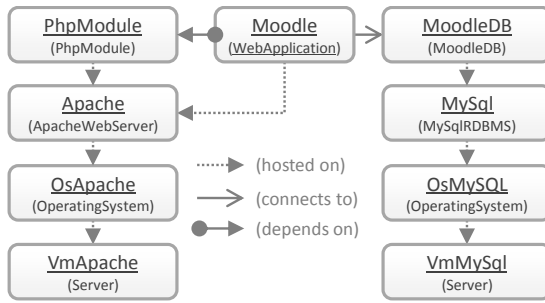 PhpModule
(PhpModule)
Moodle
(WebApplication)
MoodleDB
(MoodleDB)
Apache
(ApacheWebServer)
MySql
(MySqlRDBMS)
(hosted on)
(connects to)
(depends on)
OsApache
(OperatingSystem)
OsMySQL
(OperatingSystem)
VmApache
(Server)
VmMySql
(Server)